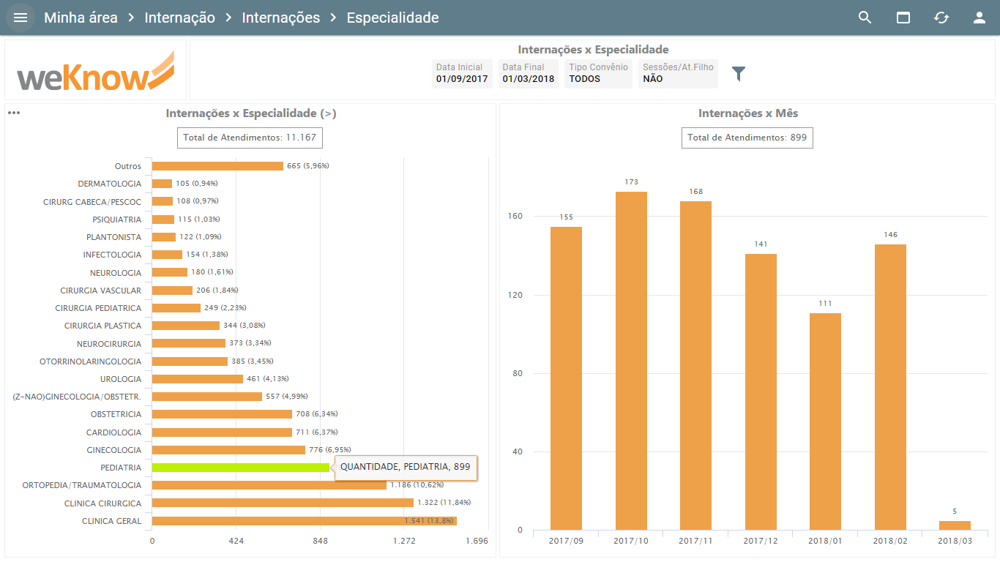 Minha área > Internação > Internações > Especialidade
weKnow
Internações x Especialidade
Data Inicial
01/09/2017
Data Final
01/03/2018
Tipo Convênio
TODOS
Sessões/At.Filho
NÃO
Internações x Especialidade (>)
Total de Atendimentos: 11.167
Outros 665 (5,96%)
DERMATOLOGIA 105 (0,94%)
CIRURG CABECA/PESCOC 108 (0,97%)
PSIQUIATRIA 115 (1,03%)
PLANTONISTA 122 (1,09%)
INFECTOLOGIA 154 (1,38%)
NEUROLOGIA 180 (1,61%)
CIRURGIA VASCULAR 206 (1,84%)
CIRURGIA PEDIATRICA 249 (2,23%)
CIRURGIA PLASTICA 344 (3,08%)
NEUROCIRURGIA 373 (3,34%)
OTORRINOLARINGOLOGIA 385 (3,45%)
UROLOGIA 461 (4,13%)
(Z-NAO)GINECOLOGIA/OBSTETR. 557 (4,99%)
OBSTETRICIA 708 (6,34%)
CARDIOLOGIA 711 (6,37%)
GINECOLOGIA 776 (6,95%)
PEDIATRIA QUANTIDADE, PEDIATRIA, 899
ORTOPEDIA/TRAUMATOLOGIA 1.186 (10,62%)
CLINICA CIRURGICA 1.322 (11,84%)
CLINICA GERAL 1.541 (13,8%)
0 424 848 1.272 1.696
Internações x Mês
Total de Atendimentos: 899
173
168
160
155
146
141
120
111
80
40
5
0
2017/09 2017/10 2017/11 2017/12 2018/01 2018/02 2018/03